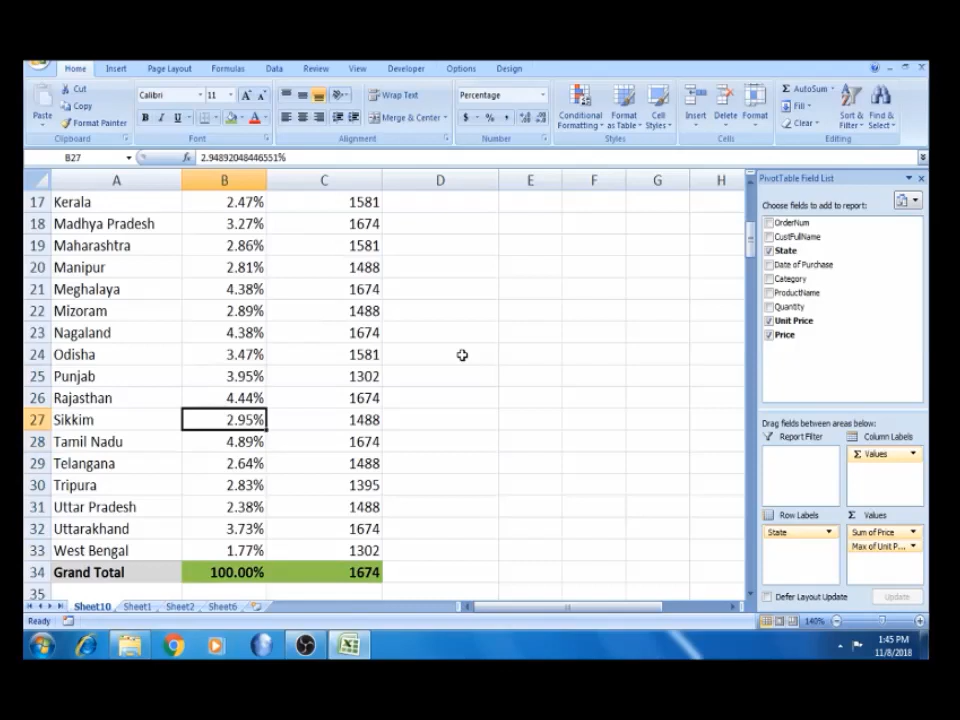 Home Insert Page Layout Formulas Data Review View Developer Options Design
Cut
Copy
Format Painter
Paste
Clipboard
Calibri 11
B I U
Font
Wrap Text
Merge & Center
Alignment
Percentage
$ % ,
Number
Conditional Formatting
Format as Table
Cell Styles
Styles
Insert Delete Format
Cells
Σ AutoSum
Fill
Clear
Sort & Filter
Find & Select
Editing
B27 fx 2.94892048446551%
A B C D E F G H
17 Kerala 2.47% 1581
18 Madhya Pradesh 3.27% 1674
19 Maharashtra 2.86% 1581
20 Manipur 2.81% 1488
21 Meghalaya 4.38% 1674
22 Mizoram 2.89% 1488
23 Nagaland 4.38% 1674
24 Odisha 3.47% 1581
25 Punjab 3.95% 1302
26 Rajasthan 4.44% 1674
27 Sikkim 2.95% 1488
28 Tamil Nadu 4.89% 1674
29 Telangana 2.64% 1488
30 Tripura 2.83% 1395
31 Uttar Pradesh 2.38% 1488
32 Uttarakhand 3.73% 1674
33 West Bengal 1.77% 1302
34 Grand Total 100.00% 1674
35
PivotTable Field List
Choose fields to add to report:
OrderNum
CustFullName
State
Date of Purchase
Category
ProductName
Quantity
Unit Price
Price
Drag fields between areas below:
Report Filter Column Labels
Σ Values
Row Labels Σ Values
State Sum of Price
Max of Unit P...
Defer Layout Update Update
Sheet10 Sheet1 Sheet2 Sheet6
Ready 140%
1:45 PM
11/8/2018